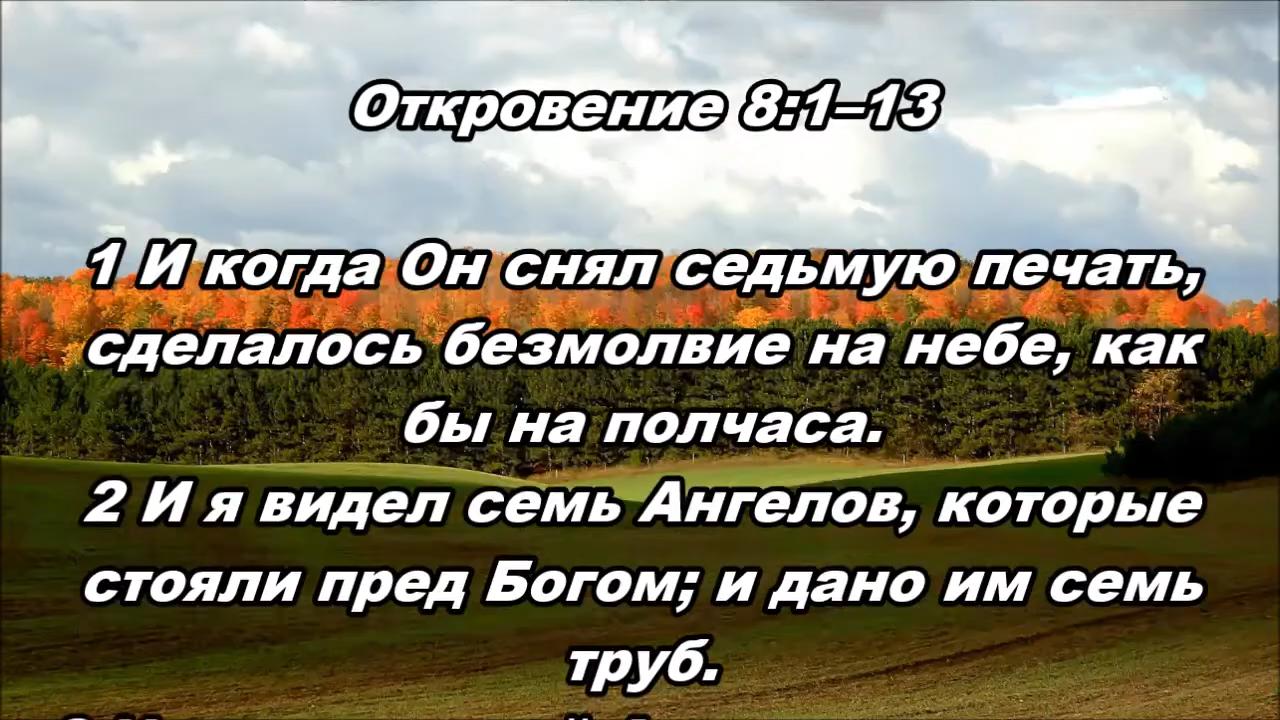 Откровение 8:1–13
1 И когда Он снял седьмую печать,
сделалось безмолвие на небе, как
бы на полчаса.
2 И я видел семь Ангелов, которые
стояли пред Богом; и дано им семь
труб.